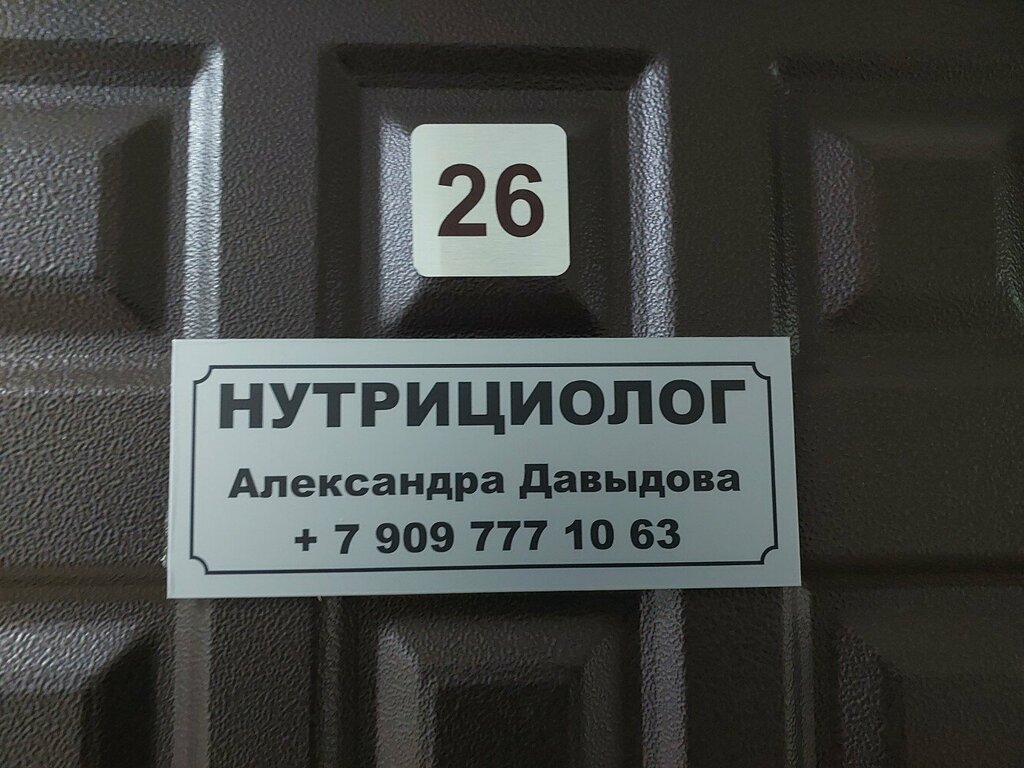 26
НУТРИЦИОЛОГ
Александра Давыдова
+ 7 909 777 10 63